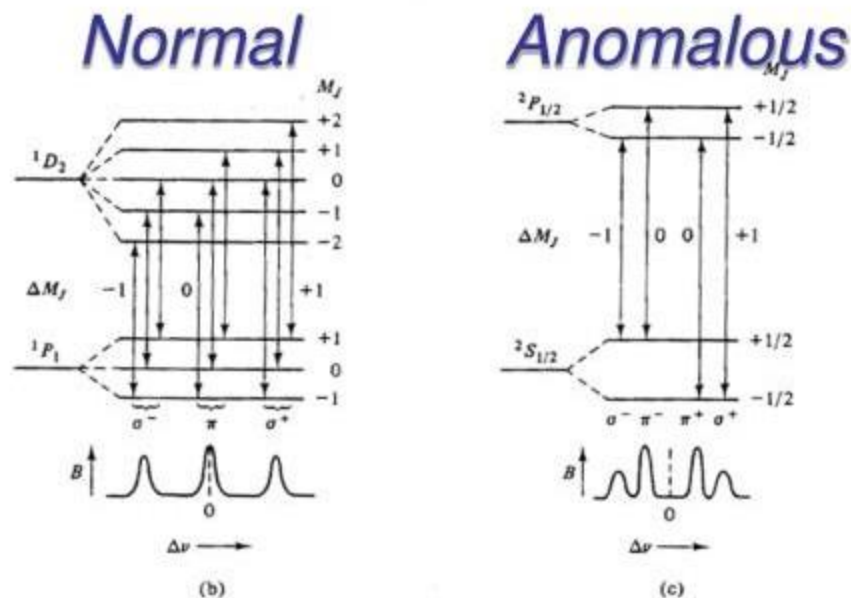 Normal
M_J
+2
+1
¹D₂
0
−1
−2
ΔM_J −1 0 +1
+1
¹P₁
0
−1
σ⁻ π σ⁺
B
0
Δν
(b)
Anomalous
M_J
²P₁/₂
+1/2
−1/2
ΔM_J −1 0 0 +1
+1/2
²S₁/₂
−1/2
σ⁻ π⁻ π⁺ σ⁺
B
0
Δν
(c)